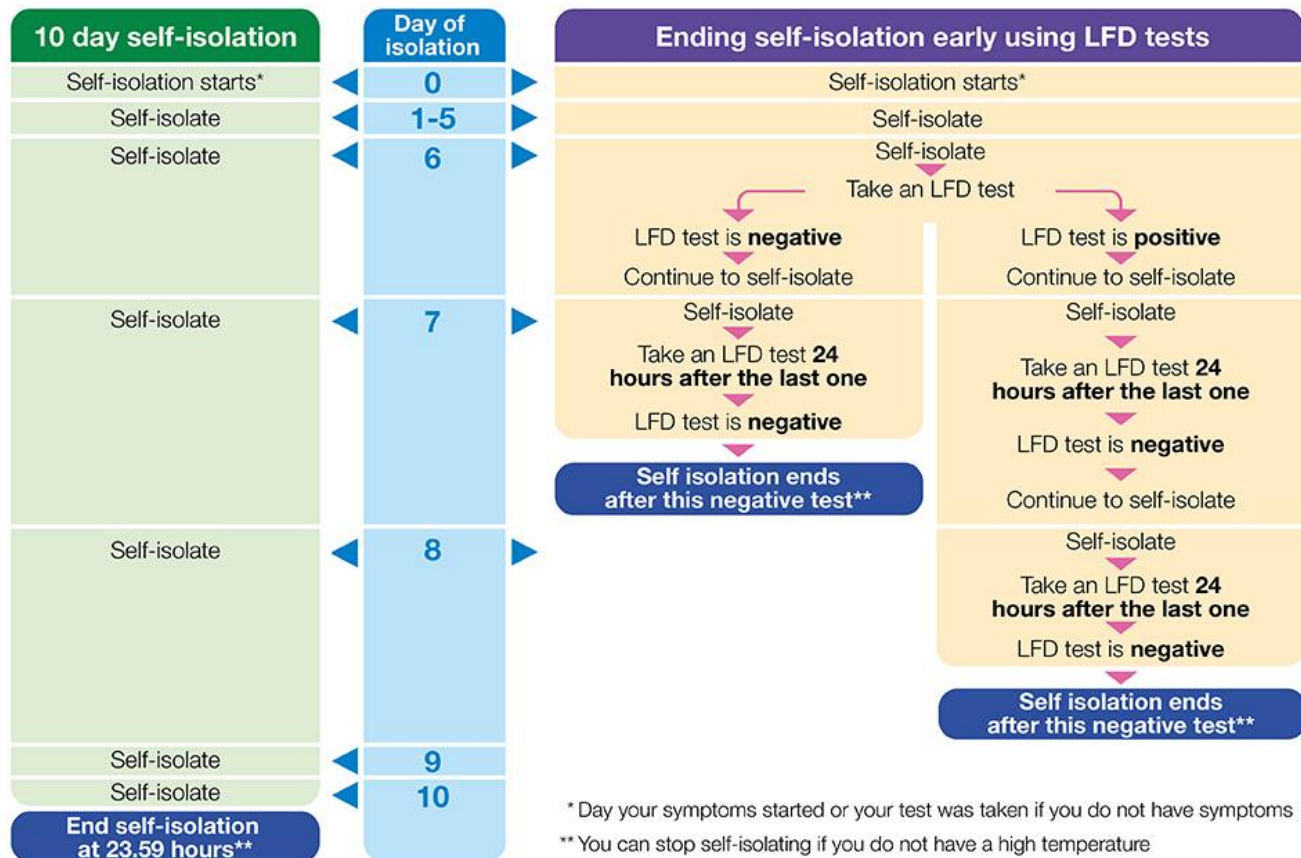 10 day self-isolation
Day of
isolation
Ending self-isolation early using LFD tests
Self-isolation starts*
0
Self-isolation starts*
Self-isolate
1-5
Self-isolate
Self-isolate
6
Self-isolate
Take an LFD test
LFD test is negative
LFD test is positive
Continue to self-isolate
Continue to self-isolate
Self-isolate
7
Self-isolate
Self-isolate
Take an LFD test 24
hours after the last one
Take an LFD test 24
hours after the last one
LFD test is negative
LFD test is negative
Self isolation ends
after this negative test**
Continue to self-isolate
Self-isolate
8
Self-isolate
Take an LFD test 24
hours after the last one
LFD test is negative
Self isolation ends
after this negative test**
Self-isolate
9
Self-isolate
10
End self-isolation
at 23.59 hours**
* Day your symptoms started or your test was taken if you do not have symptoms
** You can stop self-isolating if you do not have a high temperature